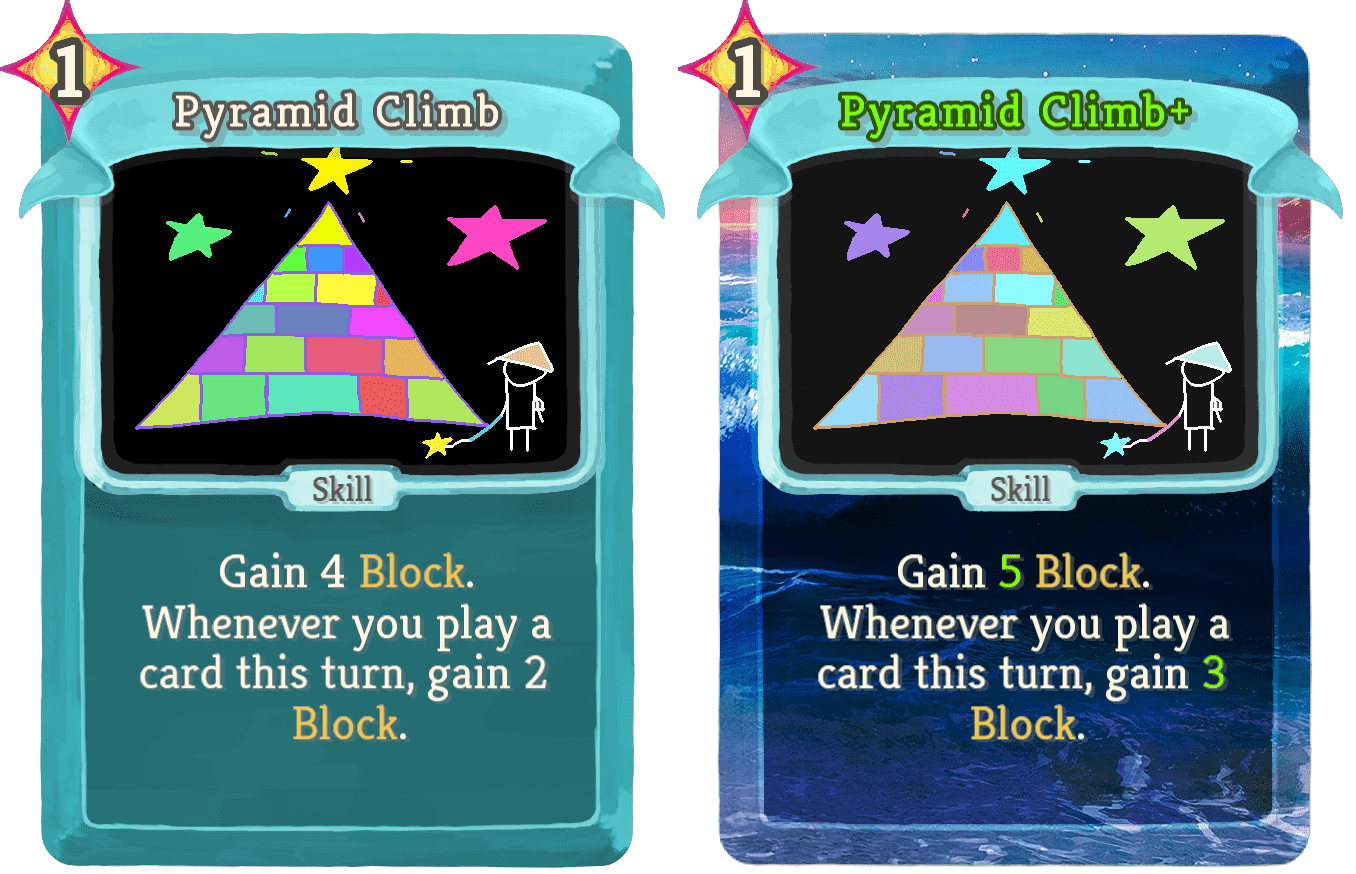 1
Pyramid Climb
Skill
Gain 4 Block.
Whenever you play a
card this turn, gain 2
Block.
1
Pyramid Climb+
Skill
Gain 5 Block.
Whenever you play a
card this turn, gain 3
Block.